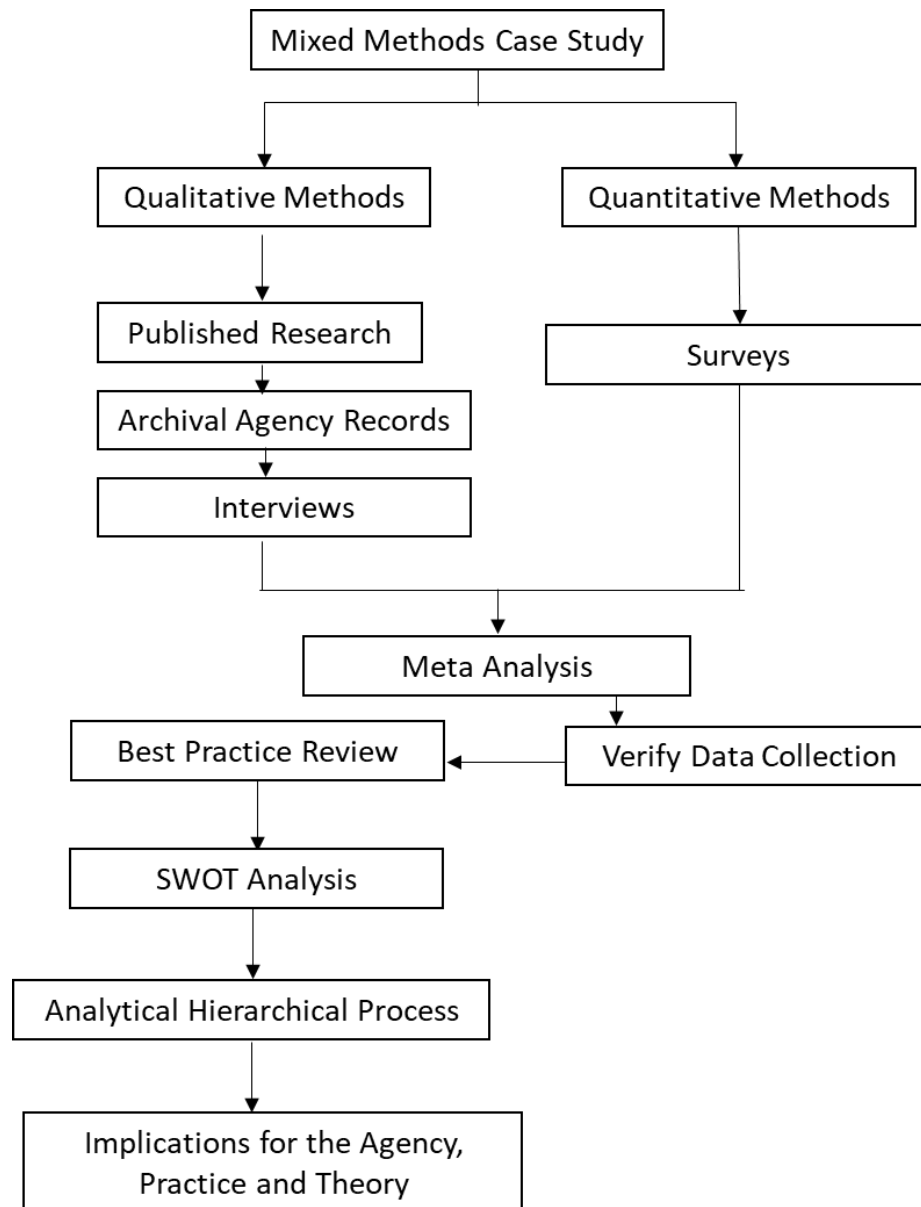 Mixed Methods Case Study
Qualitative Methods
Quantitative Methods
Published Research
Surveys
Archival Agency Records
Interviews
Meta Analysis
Best Practice Review
Verify Data Collection
SWOT Analysis
Analytical Hierarchical Process
Implications for the Agency,
Practice and Theory